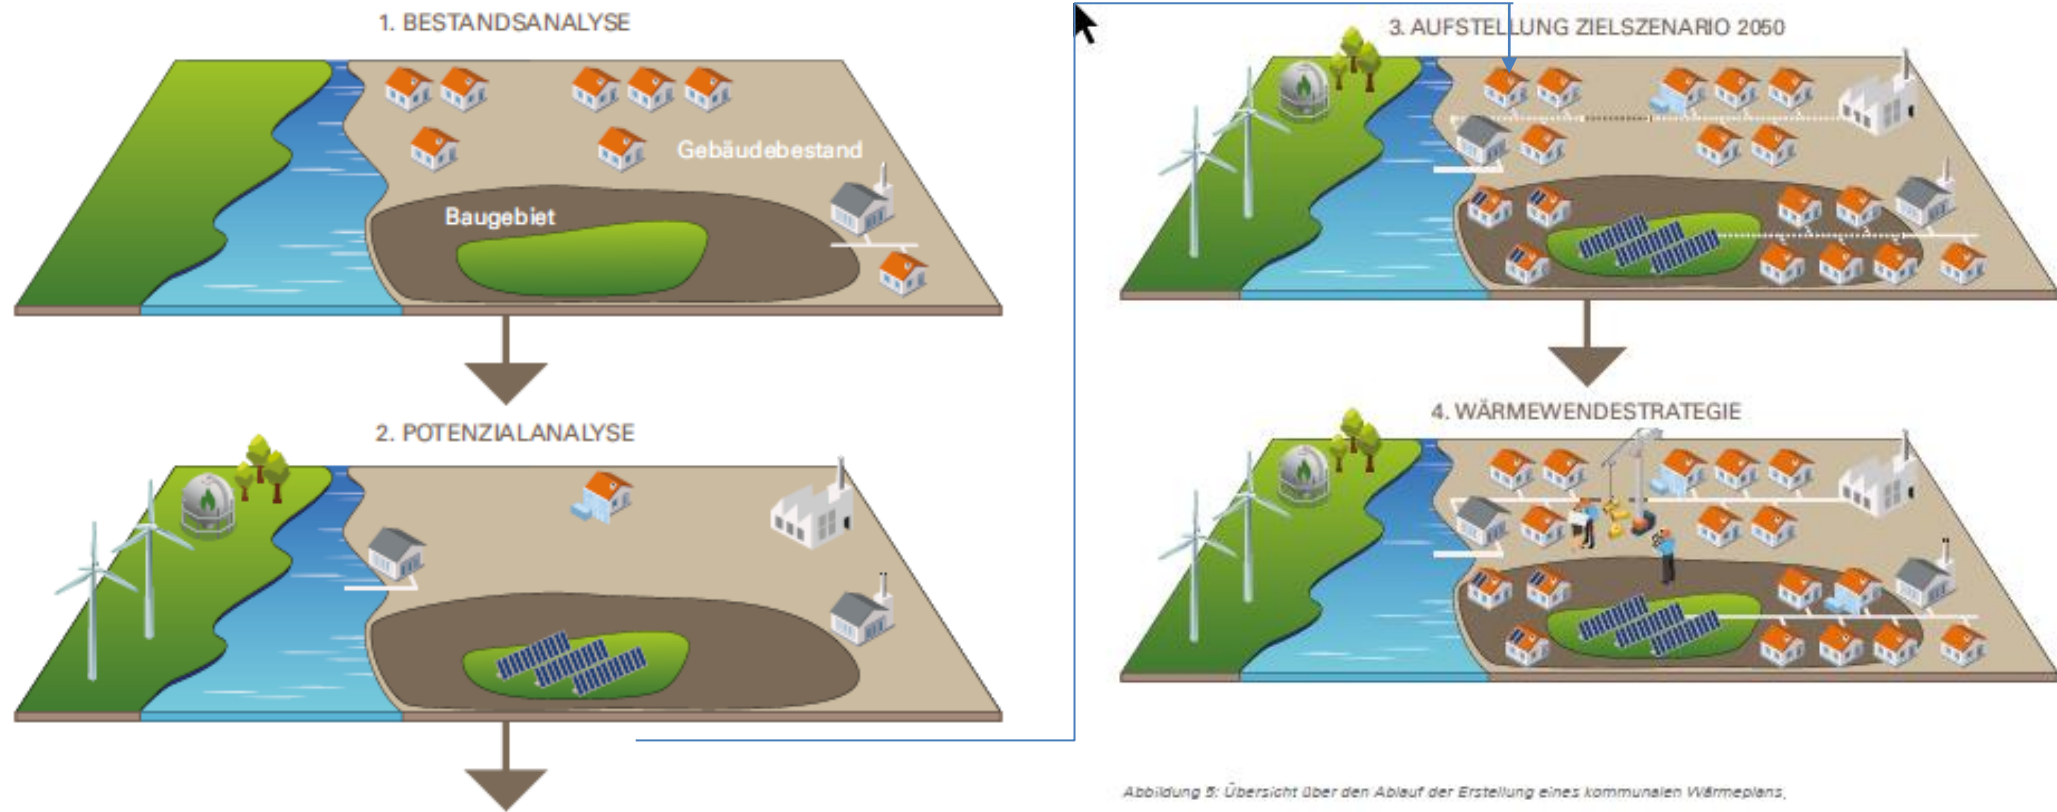 1. BESTANDSANALYSE
Gebäudebestand
Baugebiet
2. POTENZIALANALYSE
3. AUFSTELLUNG ZIELSZENARIO 2050
4. WÄRMEWENDESTRATEGIE
Abbildung 5: Übersicht über den Ablauf der Erstellung eines kommunalen Wärmeplans,